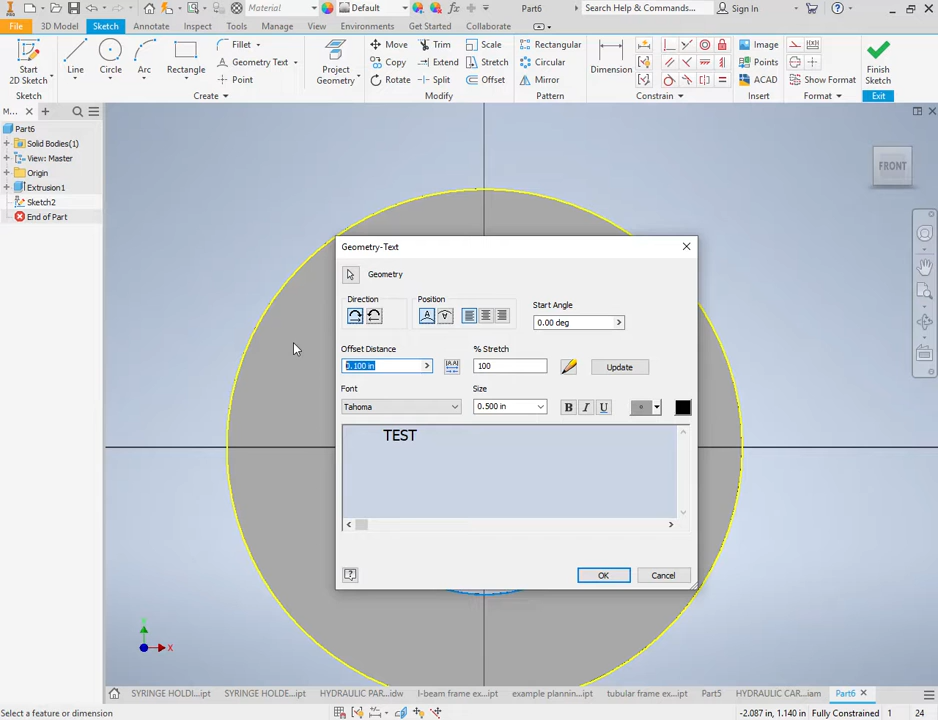 Material
Default
Part6
Search Help & Commands...
Sign In
File
3D Model
Sketch
Annotate
Inspect
Tools
Manage
View
Environments
Get Started
Collaborate
Start
2D Sketch
Line
Circle
Arc
Rectangle
Fillet
Geometry Text
Point
Project
Geometry
Move
Copy
Rotate
Trim
Extend
Split
Scale
Stretch
Offset
Rectangular
Circular
Mirror
Dimension
Image
Points
ACAD
Show Format
Finish
Sketch
Sketch
Create
Modify
Pattern
Constrain
Insert
Format
Exit
M...
Part6
Solid Bodies(1)
View: Master
Origin
Extrusion1
Sketch2
End of Part
FRONT
Geometry-Text
Geometry
Direction
Position
Start Angle
0.00 deg
Offset Distance
% Stretch
0.100 in
100
Update
Font
Size
Tahoma
0.500 in
B I U
TEST
OK
Cancel
Y
X
SYRINGE HOLDI...ipt
SYRINGE HOLDE...ipt
HYDRAULIC PAR...idw
I-beam frame ex...ipt
example plannin...ipt
tubular frame ex...ipt
Part5
HYDRAULIC CAR...iam
Part6
Select a feature or dimension
-2.087 in, 1.140 in
Fully Constrained
1
24